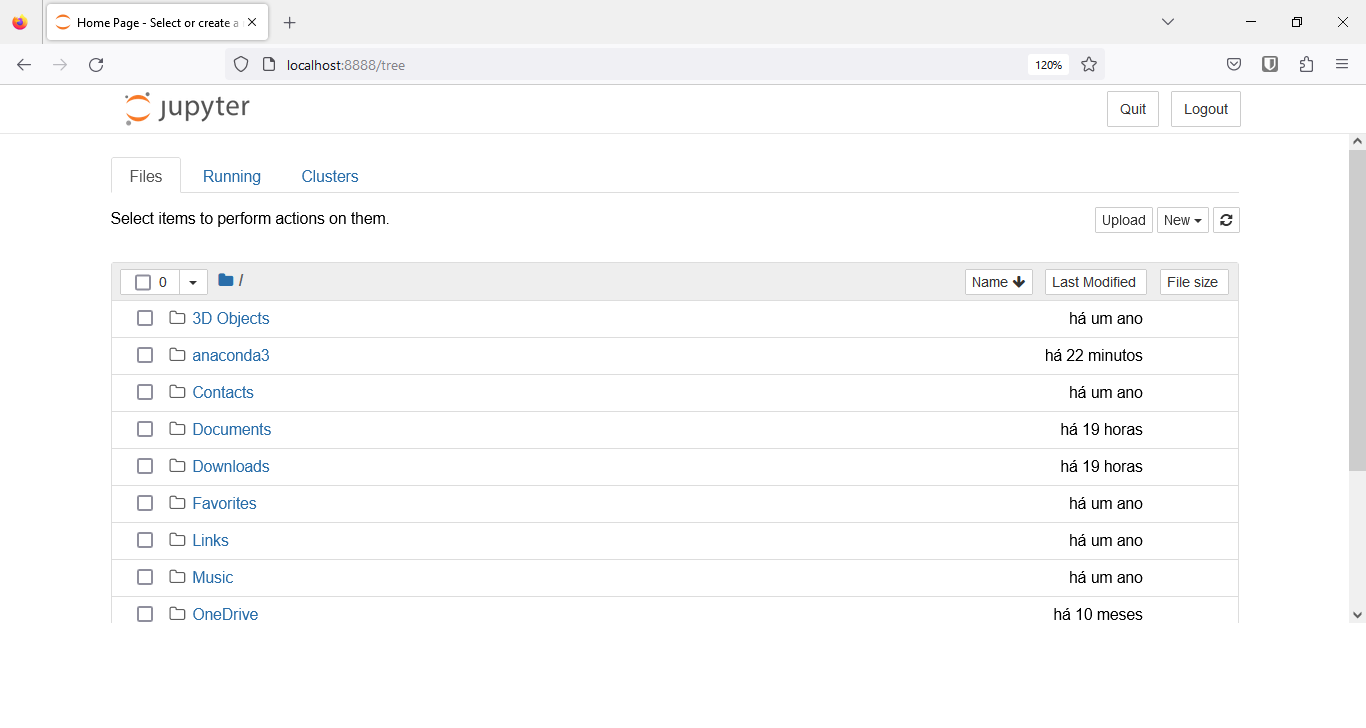 Home Page - Select or create a
localhost:8888/tree
120%
jupyter
Quit
Logout
Files
Running
Clusters
Select items to perform actions on them.
Upload
New
0
/
Name
Last Modified
File size
3D Objects
há um ano
anaconda3
há 22 minutos
Contacts
há um ano
Documents
há 19 horas
Downloads
há 19 horas
Favorites
há um ano
Links
há um ano
Music
há um ano
OneDrive
há 10 meses